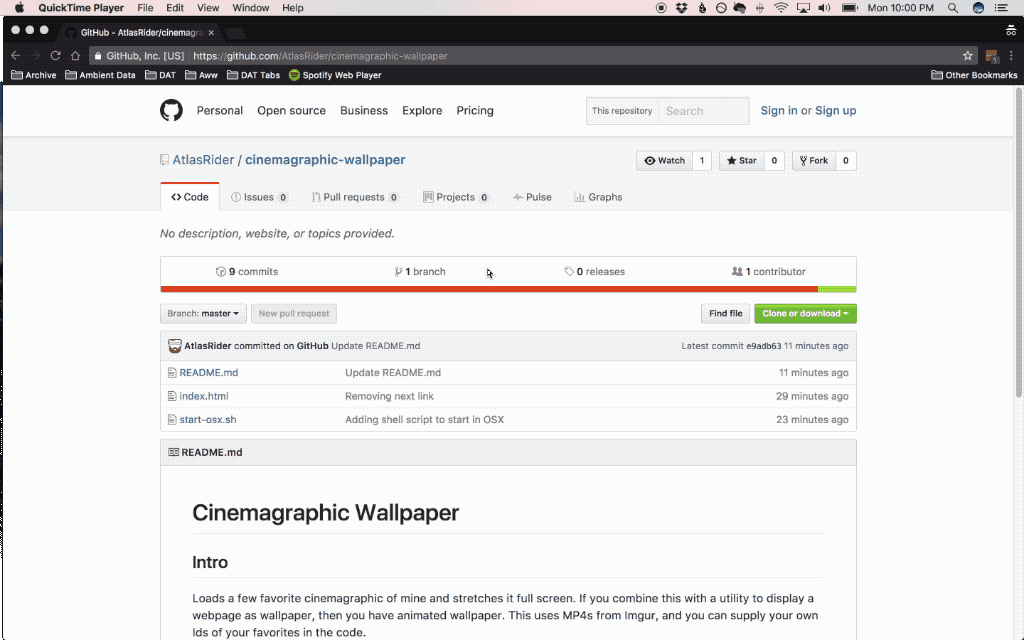 QuickTime Player File Edit View Window Help Mon 10:00 PM
GitHub - AtlasRider/cinemagra
GitHub, Inc. [US] https://github.com/AtlasRider/cinemagraphic-wallpaper
Archive Ambient Data DAT Aww DAT Tabs Spotify Web Player Other Bookmarks
Personal Open source Business Explore Pricing This repository Search Sign in or Sign up
AtlasRider / cinemagraphic-wallpaper Watch 1 Star 0 Fork 0
Code Issues 0 Pull requests 0 Projects 0 Pulse Graphs
No description, website, or topics provided.
9 commits 1 branch 0 releases 1 contributor
Branch: master New pull request Find file Clone or download
AtlasRider committed on GitHub Update README.md Latest commit e9adb63 11 minutes ago
README.md Update README.md 11 minutes ago
index.html Removing next link 29 minutes ago
start-osx.sh Adding shell script to start in OSX 23 minutes ago
README.md
Cinemagraphic Wallpaper
Intro
Loads a few favorite cinemagraphic of mine and stretches it full screen. If you combine this with a utility to display a
webpage as wallpaper, then you have animated wallpaper. This uses MP4s from Imgur, and you can supply your own
Ids of your favorites in the code.